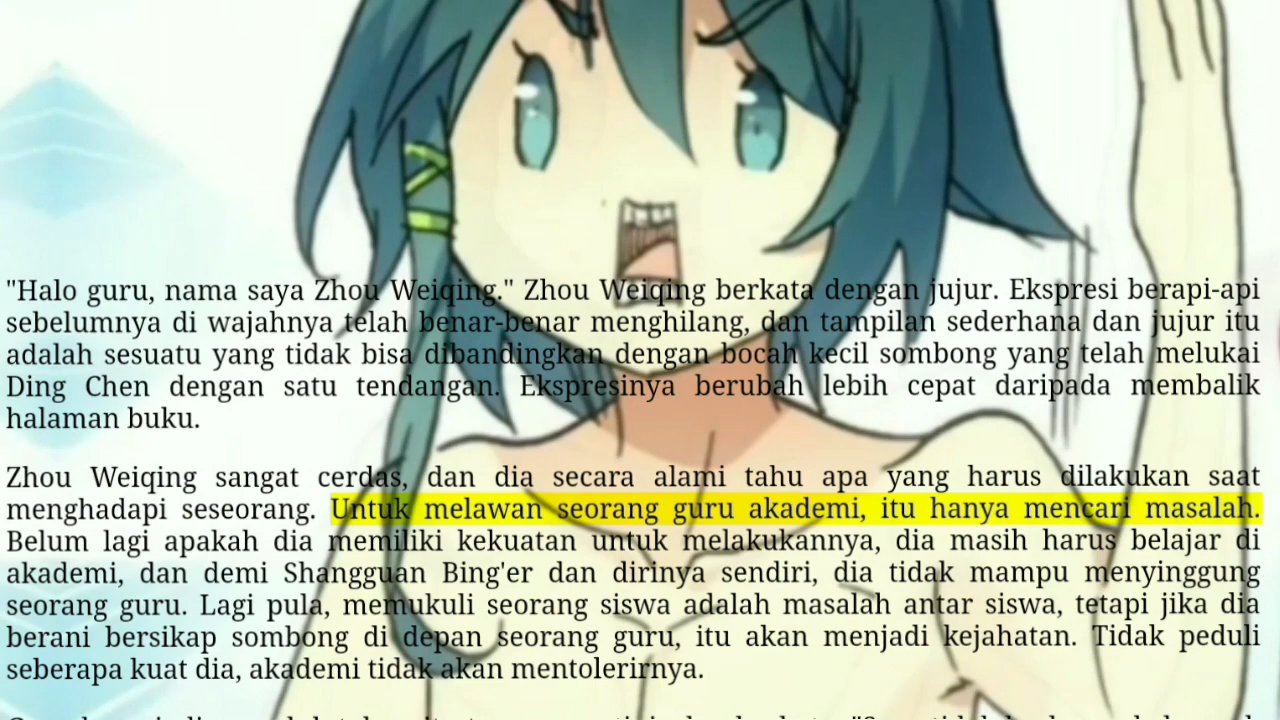 "Halo guru, nama saya Zhou Weiqing." Zhou Weiqing berkata dengan jujur. Ekspresi berapi-api
sebelumnya di wajahnya telah benar-benar menghilang, dan tampilan sederhana dan jujur itu
adalah sesuatu yang tidak bisa dibandingkan dengan bocah kecil sombong yang telah melukai
Ding Chen dengan satu tendangan. Ekspresinya berubah lebih cepat daripada membalik
halaman buku.
Zhou Weiqing sangat cerdas, dan dia secara alami tahu apa yang harus dilakukan saat
menghadapi seseorang. Untuk melawan seorang guru akademi, itu hanya mencari masalah.
Belum lagi apakah dia memiliki kekuatan untuk melakukannya, dia masih harus belajar di
akademi, dan demi Shangguan Bing'er dan dirinya sendiri, dia tidak mampu menyinggung
seorang guru. Lagi pula, memukuli seorang siswa adalah masalah antar siswa, tetapi jika dia
berani bersikap sombong di depan seorang guru, itu akan menjadi kejahatan. Tidak peduli
seberapa kuat dia, akademi tidak akan mentolerirnya.